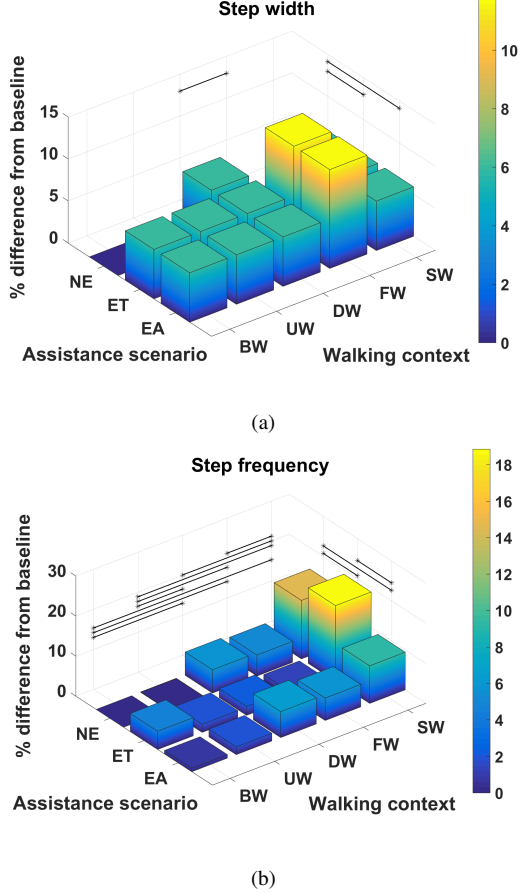 Step width
15
10
5
0
% difference from baseline
NE
ET
EA
Assistance scenario
BW
UW
DW
FW
SW
Walking context
10
8
6
4
2
0
(a)
Step frequency
30
20
10
0
% difference from baseline
NE
ET
EA
Assistance scenario
BW
UW
DW
FW
SW
Walking context
18
16
14
12
10
8
6
4
2
0
(b)